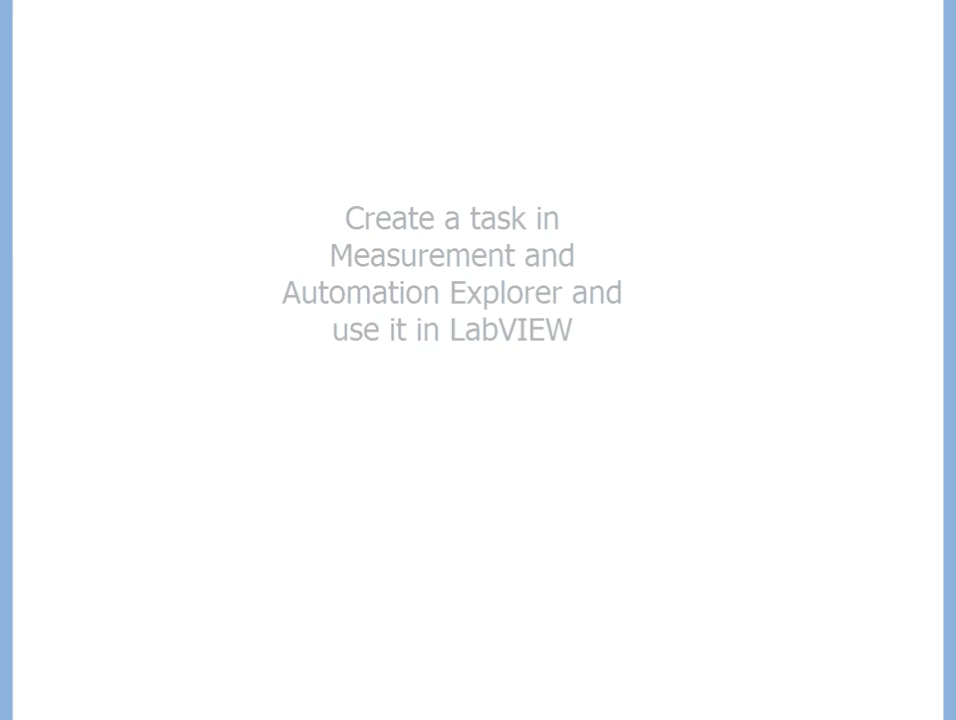 Create a task in
Measurement and
Automation Explorer and
use it in LabVIEW